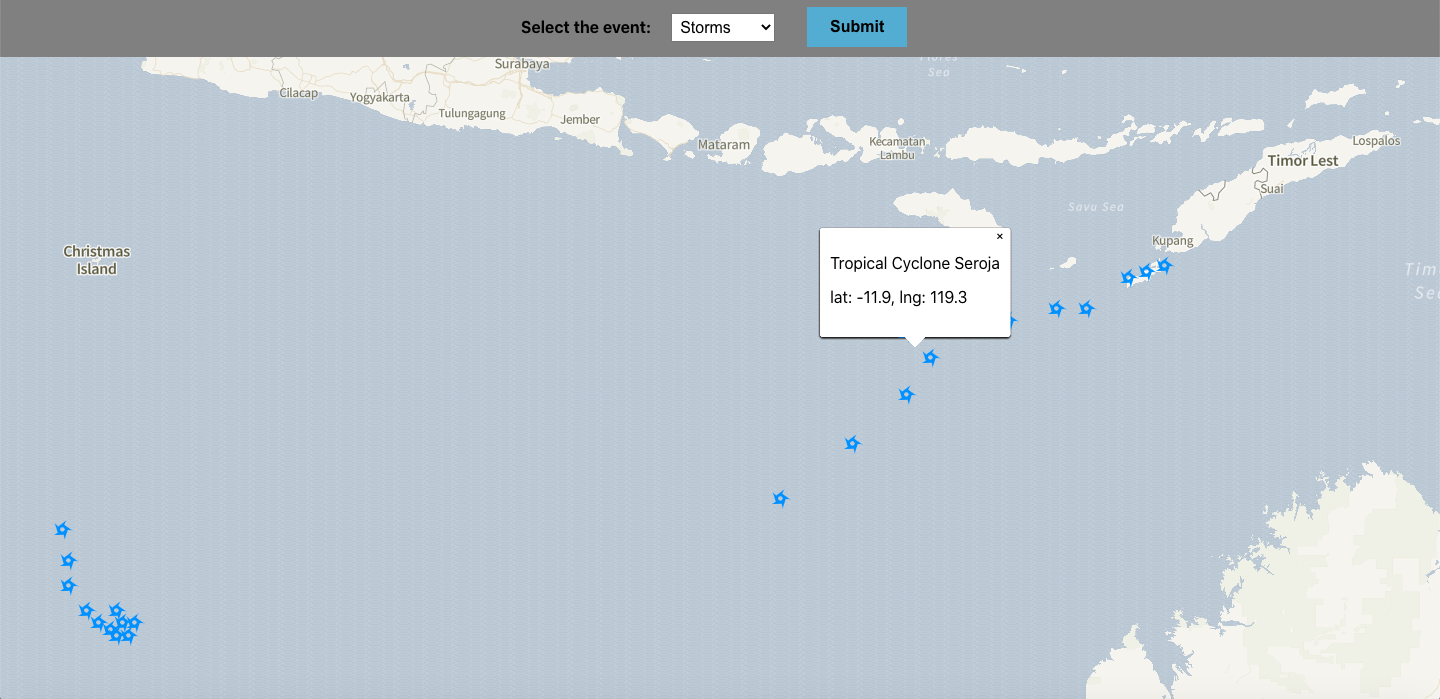 Select the event:
Storms
Submit
Surabaya
Flores
Sea
Cilacap
Yogyakarta
Tulungagung
Jember
Mataram
Kecamatan
Lambu
Lospalos
Timor Lest
Suai
Savu Sea
Kupang
Christmas
Island
×
Tropical Cyclone Seroja
lat: -11.9, lng: 119.3
Tim
Sea